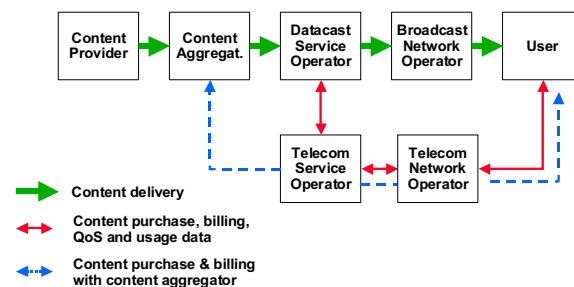 Content
Provider
Content
Aggregat.
Datacast
Service
Operator
Broadcast
Network
Operator
User
Telecom
Service
Operator
Telecom
Network
Operator
Content delivery
Content purchase, billing,
QoS and usage data
Content purchase & billing
with content aggregator